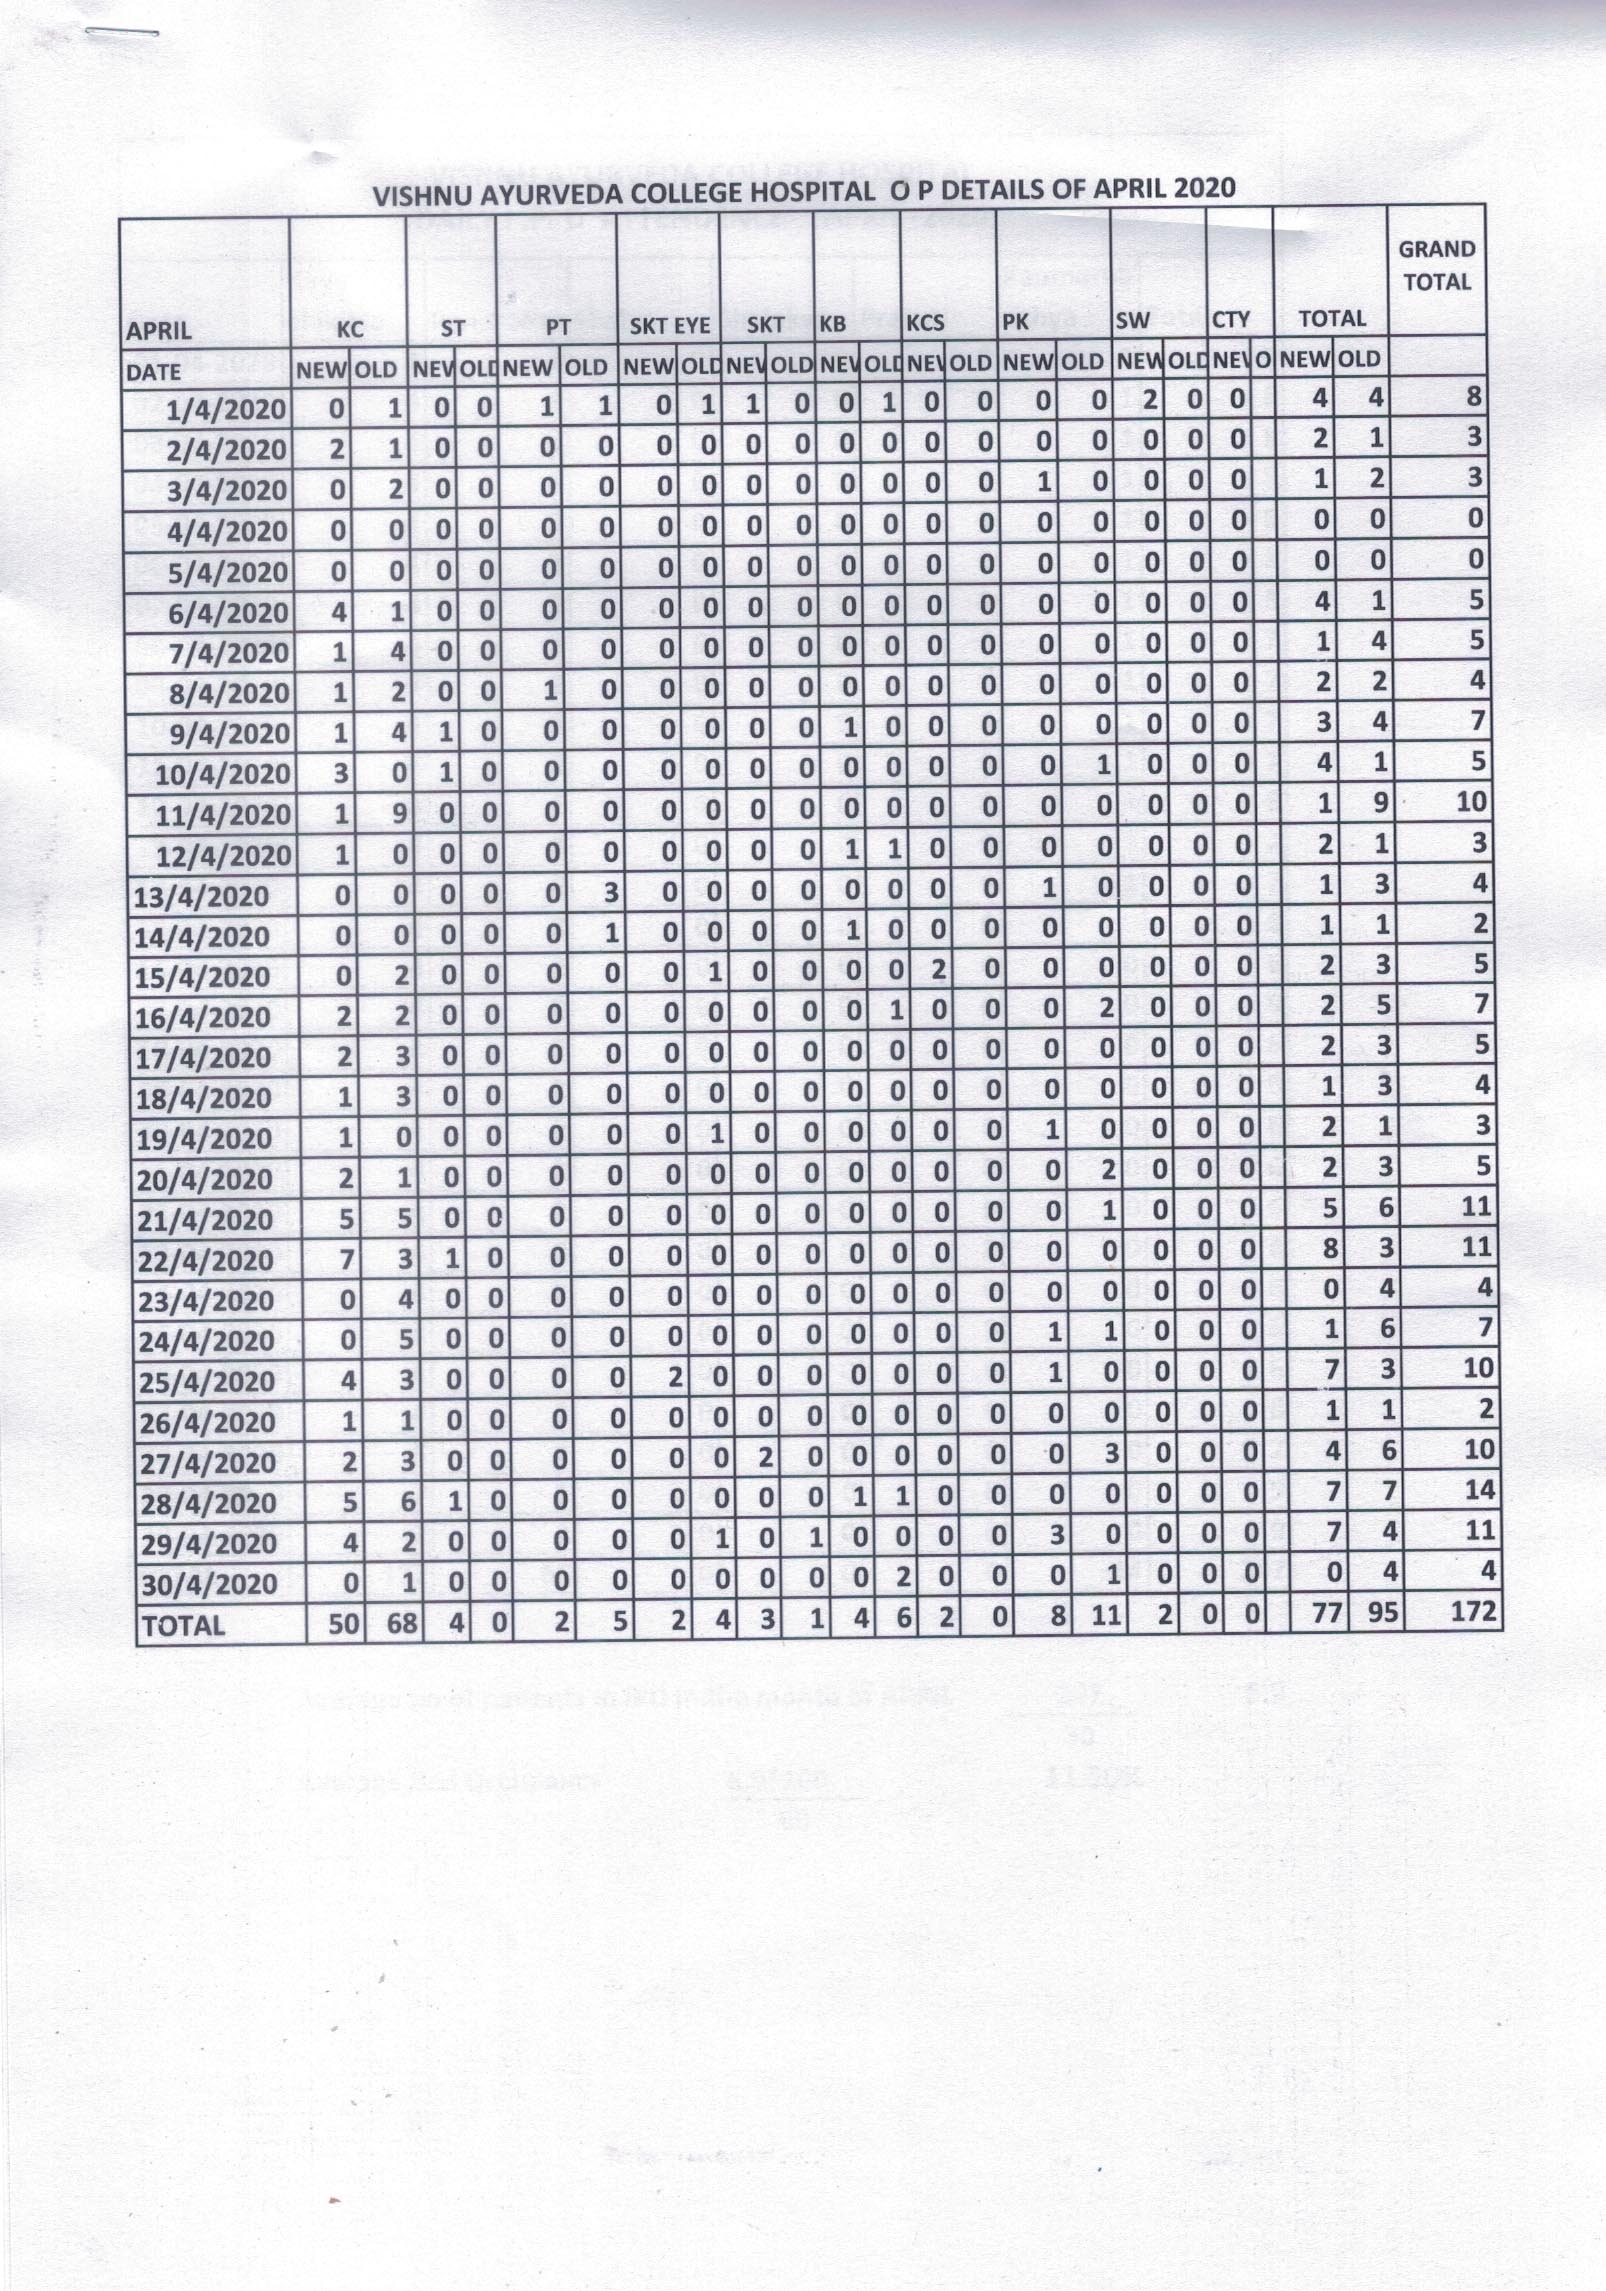 VISHNU AYURVEDA COLLEGE HOSPITAL O P DETAILS OF APRIL 2020
APRIL KC ST PT SKT EYE SKT KB KCS PK SW CTY TOTAL GRAND TOTAL
DATE NEW OLD NEW OLD NEW OLD NEW OLD NEW OLD NEW OLD NEW OLD NEW OLD NEW OLD NEW O NEW OLD
1/4/2020 0 1 0 0 1 1 0 1 1 0 0 1 0 0 0 0 2 0 0 4 4 8
2/4/2020 2 1 0 0 0 0 0 0 0 0 0 0 0 0 0 0 0 0 0 2 1 3
3/4/2020 0 2 0 0 0 0 0 0 0 0 0 0 0 0 1 0 0 0 0 1 2 3
4/4/2020 0 0 0 0 0 0 0 0 0 0 0 0 0 0 0 0 0 0 0 0 0 0
5/4/2020 0 0 0 0 0 0 0 0 0 0 0 0 0 0 0 0 0 0 0 0 0 0
6/4/2020 4 1 0 0 0 0 0 0 0 0 0 0 0 0 0 0 0 0 0 4 1 5
7/4/2020 1 4 0 0 0 0 0 0 0 0 0 0 0 0 0 0 0 0 0 1 4 5
8/4/2020 1 2 0 0 1 0 0 0 0 0 0 0 0 0 0 0 0 0 0 2 2 4
9/4/2020 1 4 1 0 0 0 0 0 0 0 1 0 0 0 0 0 0 0 0 3 4 7
10/4/2020 3 0 1 0 0 0 0 0 0 0 0 0 0 0 0 1 0 0 0 4 1 5
11/4/2020 1 9 0 0 0 0 0 0 0 0 0 0 0 0 0 0 0 0 0 1 9 10
12/4/2020 1 0 0 0 0 0 0 0 0 0 1 1 0 0 0 0 0 0 0 2 1 3
13/4/2020 0 0 0 0 0 3 0 0 0 0 0 0 0 0 1 0 0 0 0 1 3 4
14/4/2020 0 0 0 0 0 1 0 0 0 0 1 0 0 0 0 0 0 0 0 1 1 2
15/4/2020 0 2 0 0 0 0 0 1 0 0 0 0 2 0 0 0 0 0 0 2 3 5
16/4/2020 2 2 0 0 0 0 0 0 0 0 0 1 0 0 0 2 0 0 0 2 5 7
17/4/2020 2 3 0 0 0 0 0 0 0 0 0 0 0 0 0 0 0 0 0 2 3 5
18/4/2020 1 3 0 0 0 0 0 0 0 0 0 0 0 0 0 0 0 0 0 1 3 4
19/4/2020 1 0 0 0 0 0 0 1 0 0 0 0 0 0 1 0 0 0 0 2 1 3
20/4/2020 2 1 0 0 0 0 0 0 0 0 0 0 0 0 0 2 0 0 0 2 3 5
21/4/2020 5 5 0 0 0 0 0 0 0 0 0 0 0 0 0 1 0 0 0 5 6 11
22/4/2020 7 3 1 0 0 0 0 0 0 0 0 0 0 0 0 0 0 0 0 8 3 11
23/4/2020 0 4 0 0 0 0 0 0 0 0 0 0 0 0 0 0 0 0 0 0 4 4
24/4/2020 0 5 0 0 0 0 0 0 0 0 0 0 0 0 1 1 0 0 0 1 6 7
25/4/2020 4 3 0 0 0 0 2 0 0 0 0 0 0 0 1 0 0 0 0 7 3 10
26/4/2020 1 1 0 0 0 0 0 0 0 0 0 0 0 0 0 0 0 0 0 1 1 2
27/4/2020 2 3 0 0 0 0 0 0 2 0 0 0 0 0 0 3 0 0 0 4 6 10
28/4/2020 5 6 1 0 0 0 0 0 0 0 1 1 0 0 0 0 0 0 0 7 7 14
29/4/2020 4 2 0 0 0 0 0 1 0 1 0 0 0 0 3 0 0 0 0 7 4 11
30/4/2020 0 1 0 0 0 0 0 0 0 0 0 2 0 0 0 1 0 0 0 0 4 4
TOTAL 50 68 4 0 2 5 2 4 3 1 4 6 2 0 8 11 2 0 0 77 95 172